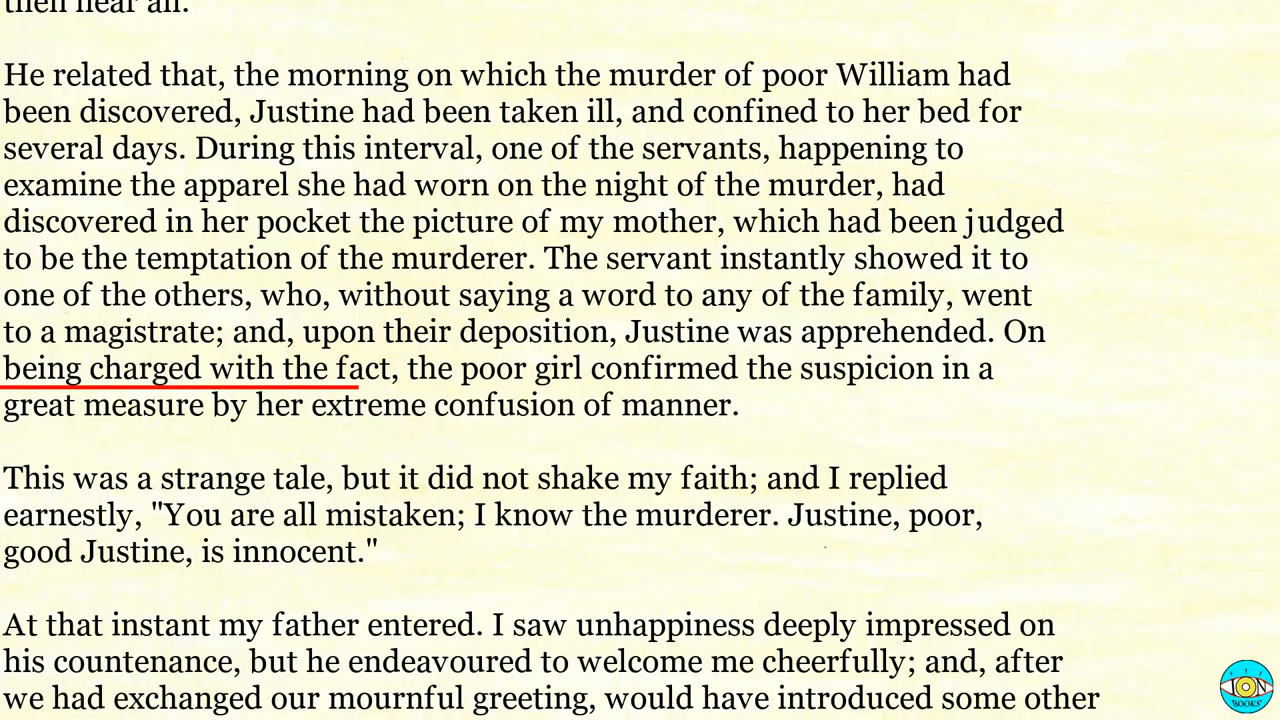 then hear all.
He related that, the morning on which the murder of poor William had
been discovered, Justine had been taken ill, and confined to her bed for
several days. During this interval, one of the servants, happening to
examine the apparel she had worn on the night of the murder, had
discovered in her pocket the picture of my mother, which had been judged
to be the temptation of the murderer. The servant instantly showed it to
one of the others, who, without saying a word to any of the family, went
to a magistrate; and, upon their deposition, Justine was apprehended. On
being charged with the fact, the poor girl confirmed the suspicion in a
great measure by her extreme confusion of manner.
This was a strange tale, but it did not shake my faith; and I replied
earnestly, "You are all mistaken; I know the murderer. Justine, poor,
good Justine, is innocent."
At that instant my father entered. I saw unhappiness deeply impressed on
his countenance, but he endeavoured to welcome me cheerfully; and, after
we had exchanged our mournful greeting, would have introduced some other
ION
BOOKS